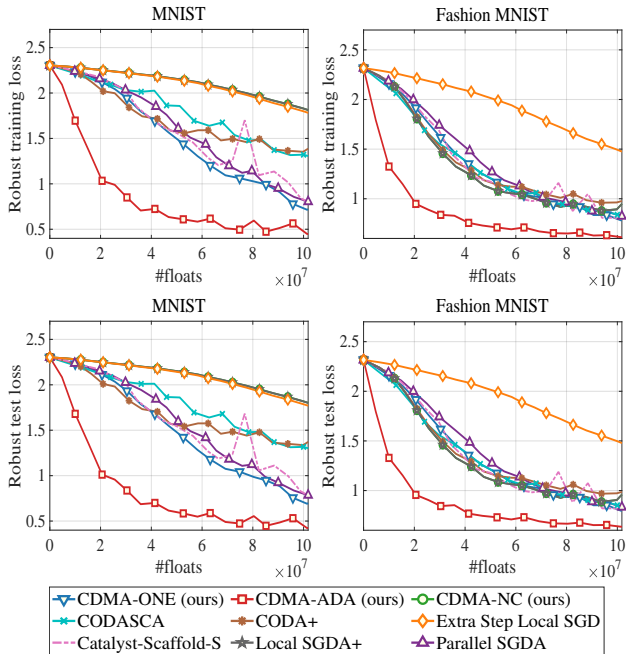 MNIST
Fashion MNIST
Robust training loss
2.5
2
1.5
1
0.5
0 2 4 6 8 10
#floats
×10^7
Robust training loss
2.5
2
1.5
1
0 2 4 6 8 10
#floats
×10^7
MNIST
Fashion MNIST
Robust test loss
2.5
2
1.5
1
0.5
0 2 4 6 8 10
#floats
×10^7
Robust test loss
2.5
2
1.5
1
0 2 4 6 8 10
#floats
×10^7
CDMA-ONE (ours) CDMA-ADA (ours) CDMA-NC (ours)
CODASCA CODA+ Extra Step Local SGD
Catalyst-Scaffold-S Local SGDA+ Parallel SGDA